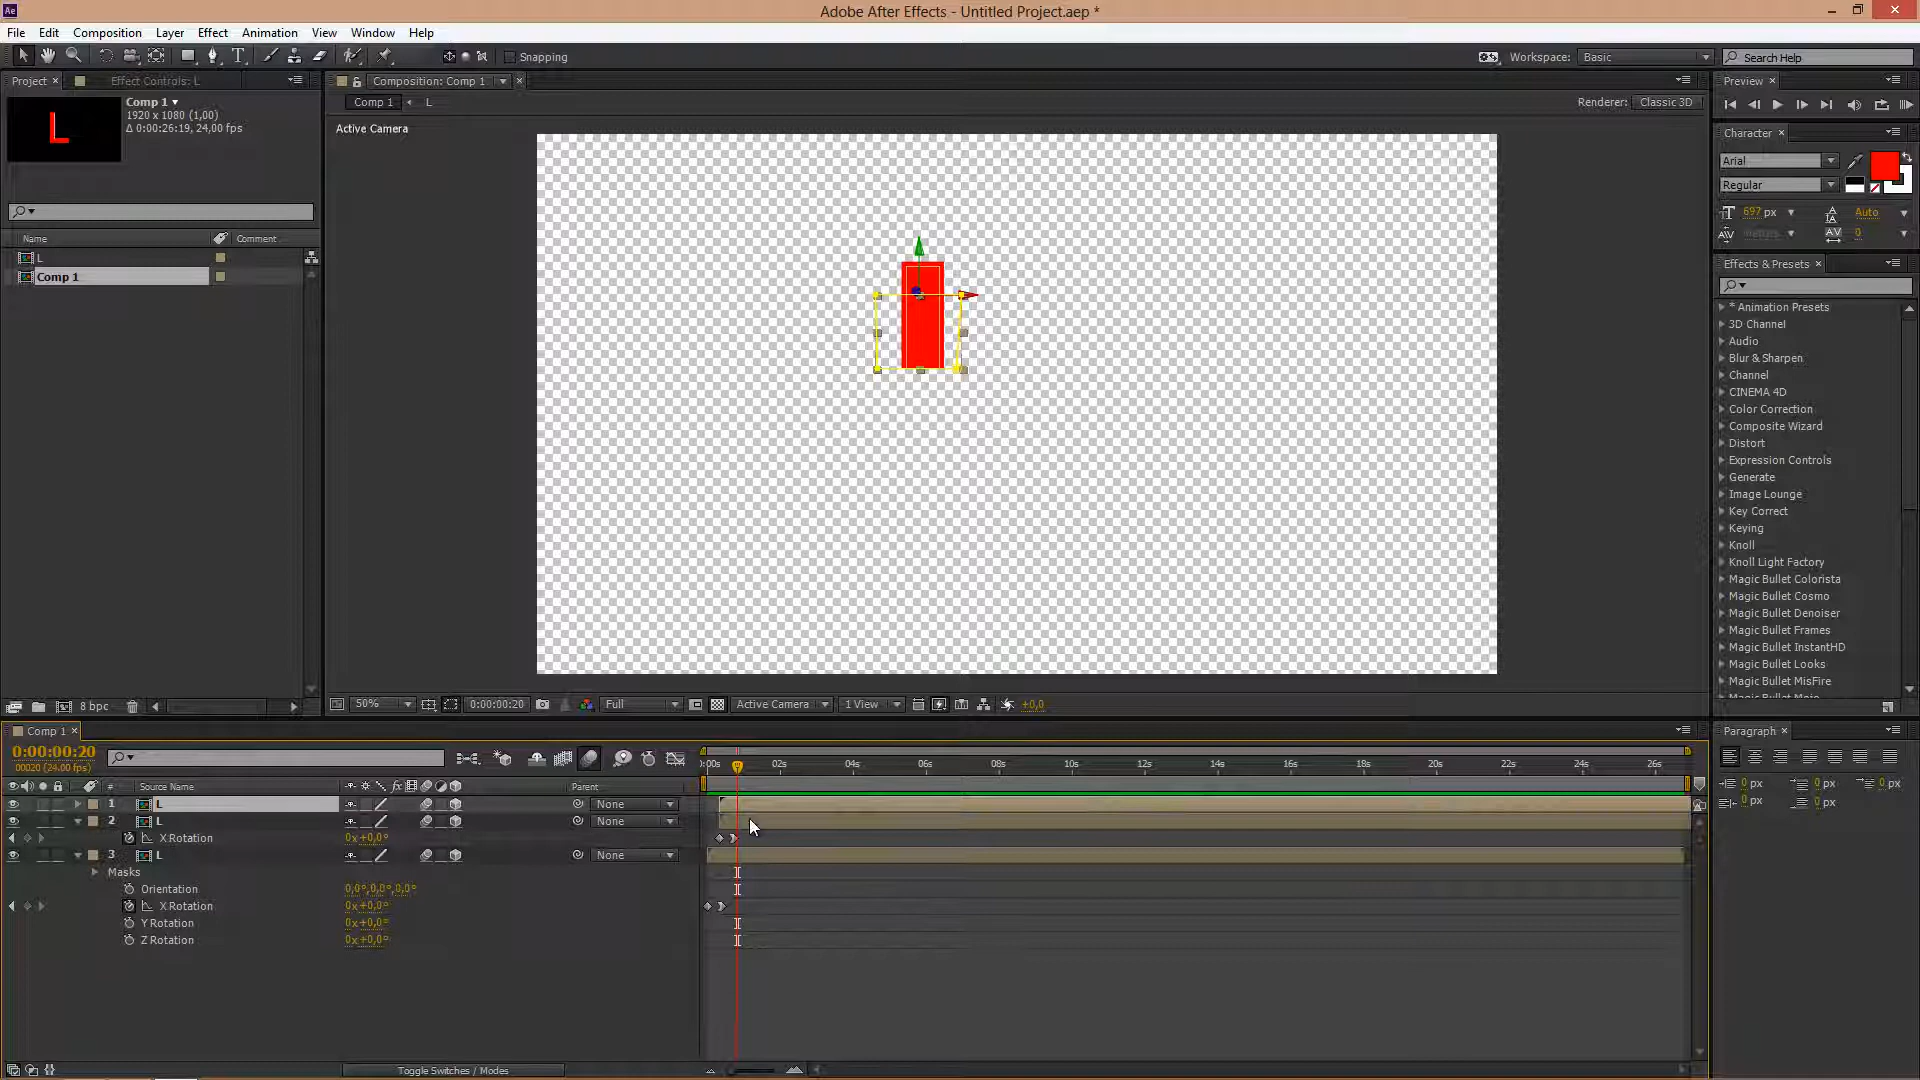 Ae
Adobe After Effects - Untitled Project.aep *
File Edit Composition Layer Effect Animation View Window Help
T Snapping Workspace: Basic Search Help
Project × Effect Controls: L
Comp 1 ▾
1920 x 1080 (1,00)
Δ 0:00:26:19, 24,00 fps
L
Name Comment
L
Comp 1
8 bpc
Composition: Comp 1
Comp 1 L
Renderer: Classic 3D
Active Camera
50% 0:00:00:20 Full Active Camera 1 View +0,0
Preview ×
Character ×
Arial
Regular
697 px Auto
0
Effects & Presets ×
* Animation Presets
3D Channel
Audio
Blur & Sharpen
Channel
CINEMA 4D
Color Correction
Composite Wizard
Distort
Expression Controls
Generate
Image Lounge
Key Correct
Keying
Knoll
Knoll Light Factory
Magic Bullet Colorista
Magic Bullet Cosmo
Magic Bullet Denoiser
Magic Bullet Frames
Magic Bullet InstantHD
Magic Bullet Looks
Magic Bullet MisFire
Magic Bullet Mojo
Comp 1 ×
0:00:00:20
00020 (24.00 fps)
0:00s 02s 04s 06s 08s 10s 12s 14s 16s 18s 20s 22s 24s 26s
# Source Name fx Parent
1 L None
2 L None
X Rotation 0x+0,0°
3 L None
Masks
Orientation 0,0°,0,0°,0,0°
X Rotation 0x+0,0°
Y Rotation 0x+0,0°
Z Rotation 0x+0,0°
Toggle Switches / Modes
Paragraph ×
0 px 0 px 0 px
0 px 0 px